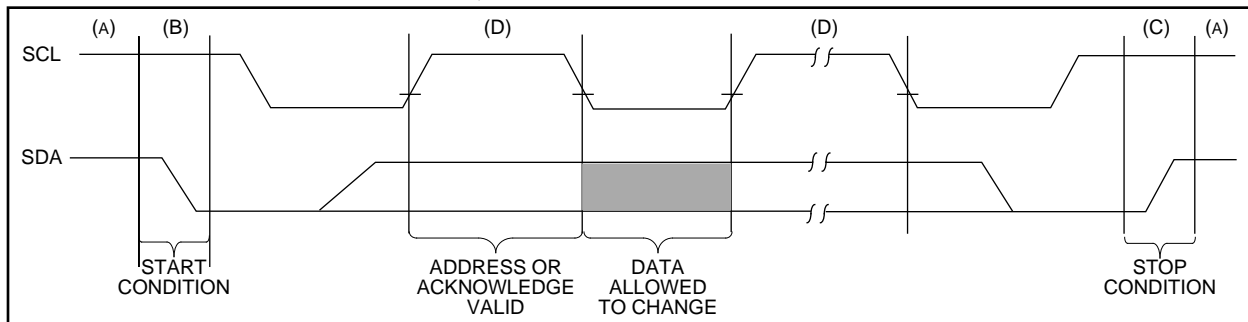 (A) (B) (D) (D) (C) (A)
SCL
SDA
START
CONDITION
ADDRESS OR
ACKNOWLEDGE
VALID
DATA
ALLOWED
TO CHANGE
STOP
CONDITION